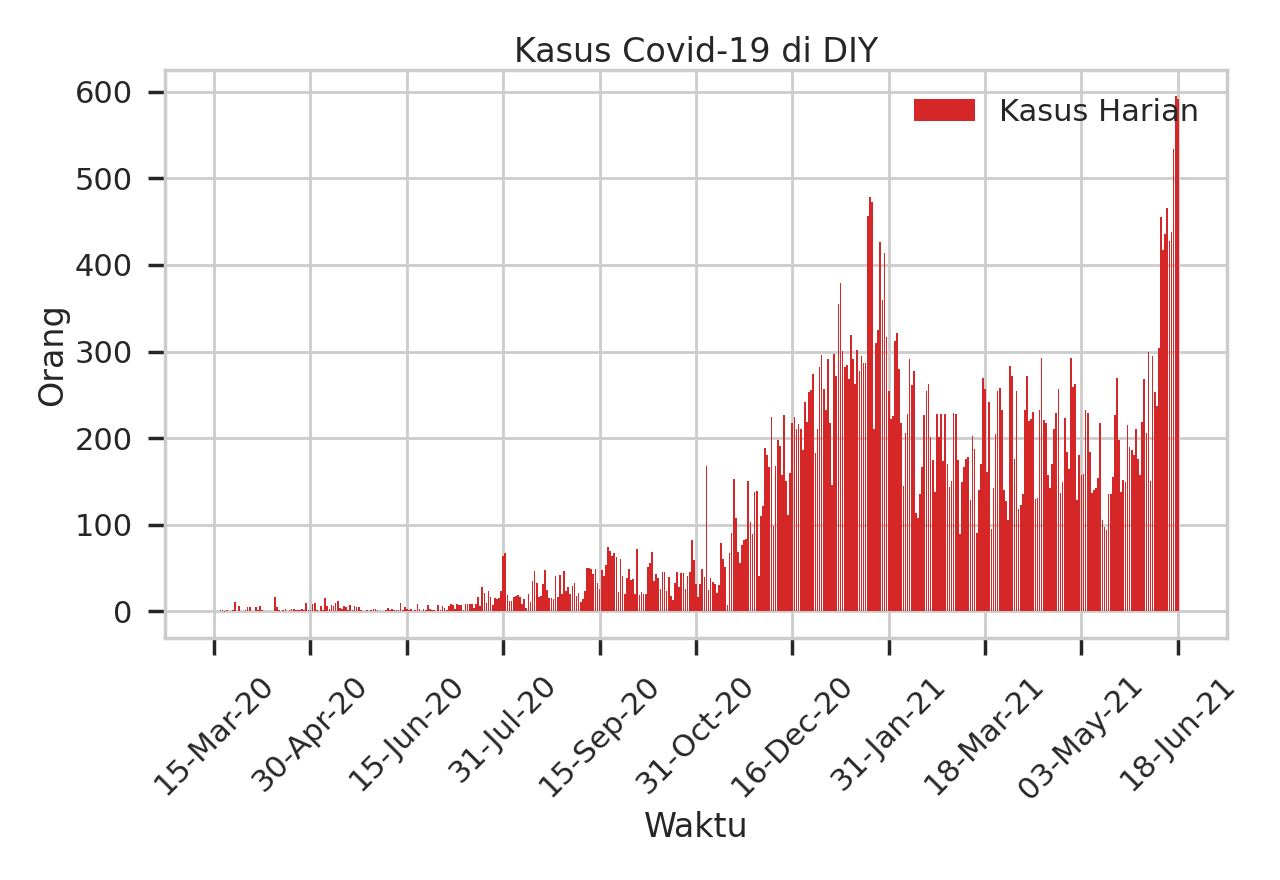 Kasus Covid-19 di DIY
Kasus Harian
600
500
400
300
200
100
0
Orang
15-Mar-20
30-Apr-20
15-Jun-20
31-Jul-20
15-Sep-20
31-Oct-20
16-Dec-20
31-Jan-21
18-Mar-21
03-May-21
18-Jun-21
Waktu